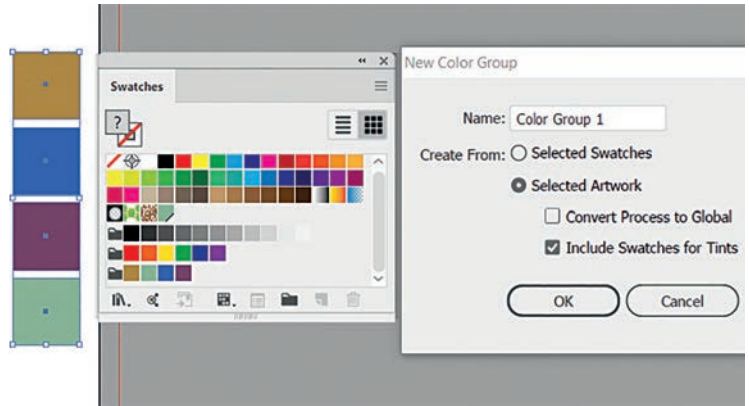 Swatches
?
New Color Group
Name: Color Group 1
Create From: Selected Swatches
Selected Artwork
Convert Process to Global
Include Swatches for Tints
OK Cancel